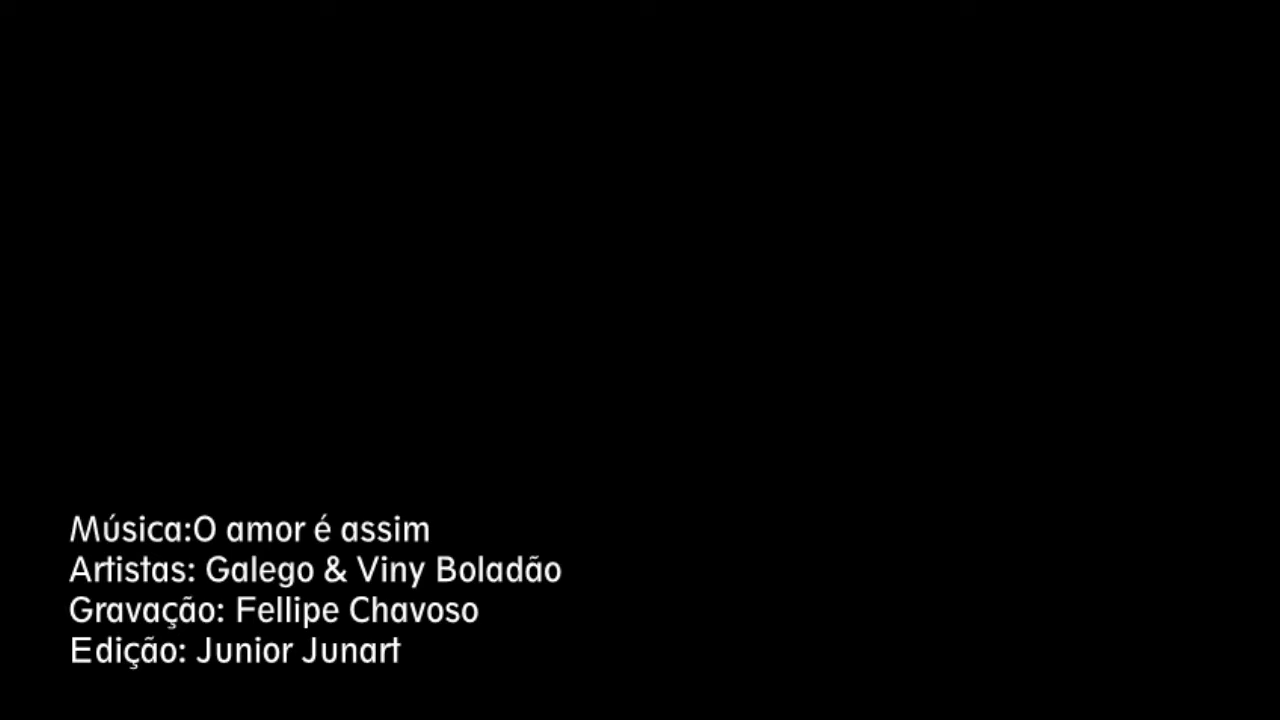 Música:O amor é assim
Artistas: Galego & Viny Boladão
Gravação: Fellipe Chavoso
Edição: Junior Junart